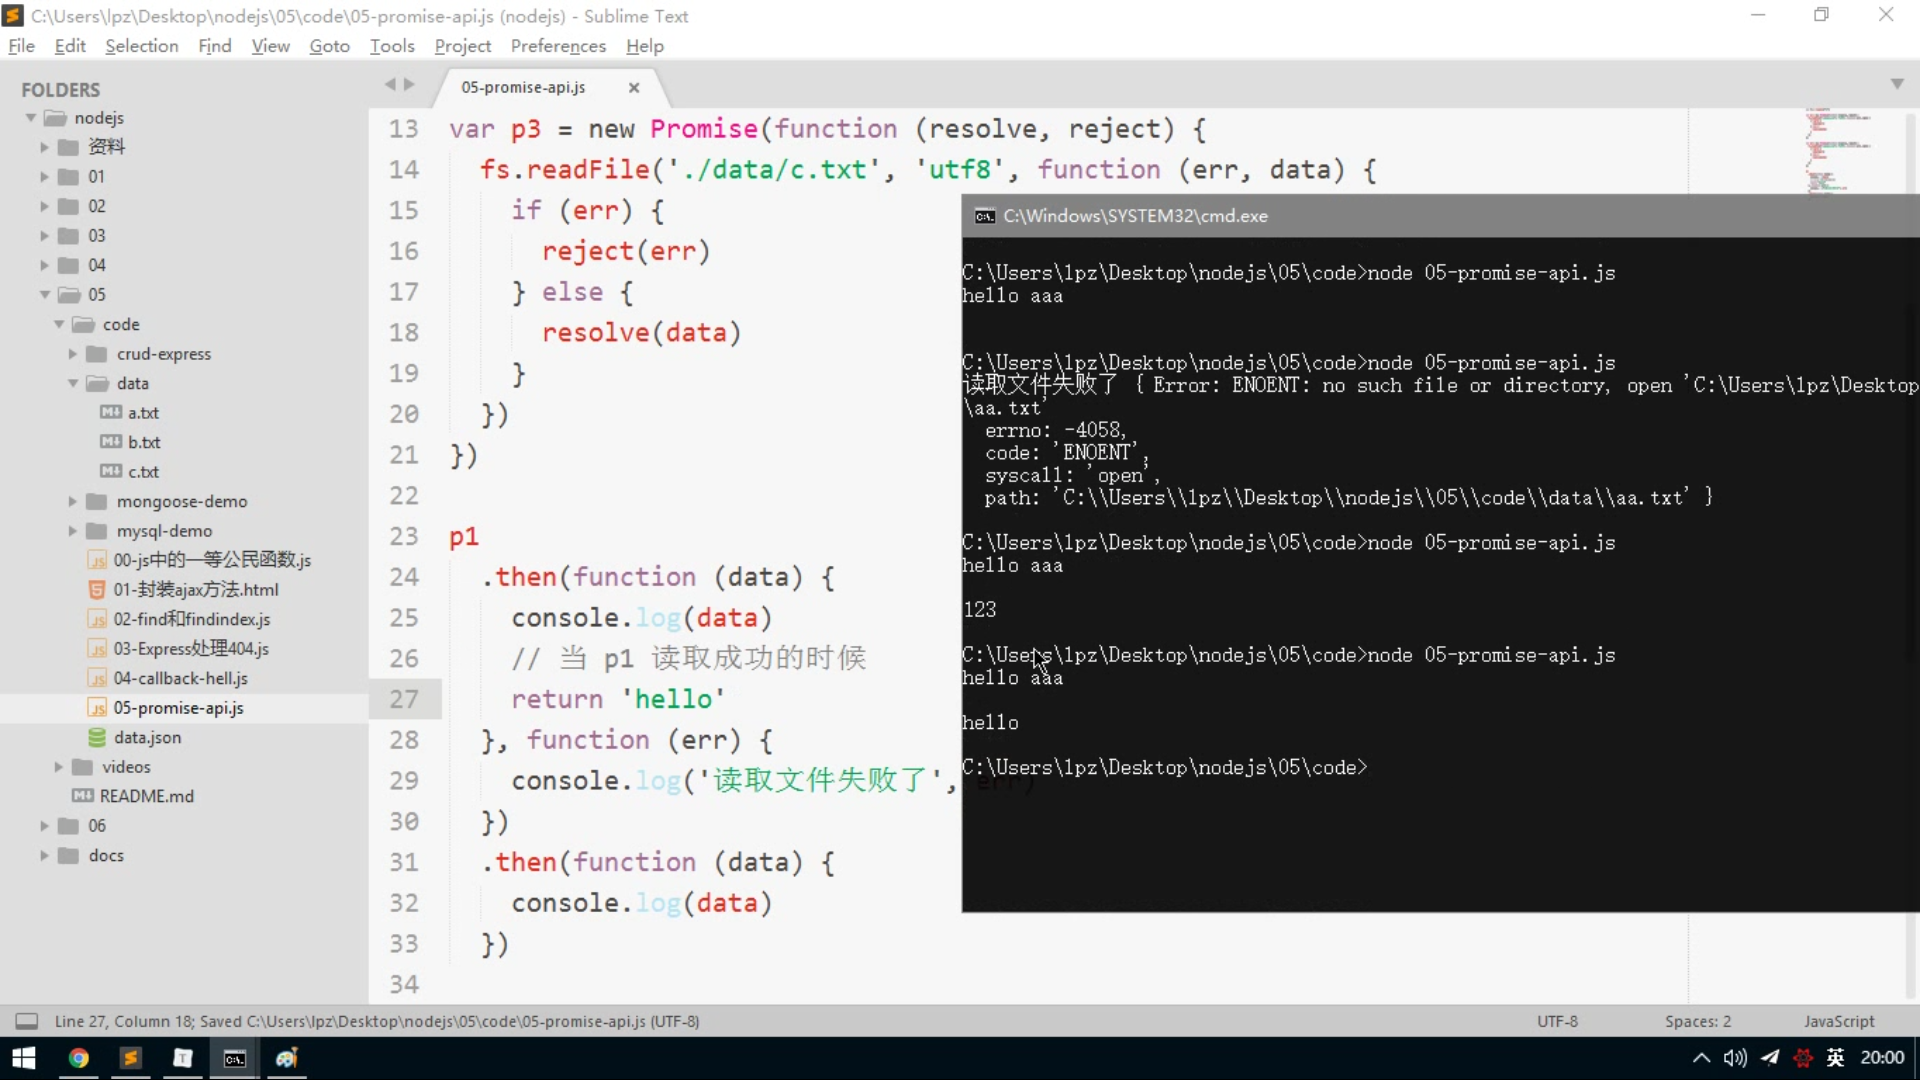 C:\Users\lpz\Desktop\nodejs\05\code\05-promise-api.js (nodejs) - Sublime Text
File Edit Selection Find View Goto Tools Project Preferences Help
FOLDERS
nodejs
资料
01
02
03
04
05
code
crud-express
data
a.txt
b.txt
c.txt
mongoose-demo
mysql-demo
00-js中的一等公民函数.js
01-封装ajax方法.html
02-find和findindex.js
03-Express处理404.js
04-callback-hell.js
05-promise-api.js
data.json
videos
README.md
06
docs
05-promise-api.js
13 var p3 = new Promise(function (resolve, reject) {
14 fs.readFile('./data/c.txt', 'utf8', function (err, data) {
15 if (err) {
16 reject(err)
17 } else {
18 resolve(data)
19 }
20 })
21 })
22
23 p1
24 .then(function (data) {
25 console.log(data)
26 // 当 p1 读取成功的时候
27 return 'hello'
28 }, function (err) {
29 console.log('读取文件失败了', err)
30 })
31 .then(function (data) {
32 console.log(data)
33 })
34
C:\Windows\SYSTEM32\cmd.exe
C:\Users\lpz\Desktop\nodejs\05\code>node 05-promise-api.js
hello aaa
C:\Users\lpz\Desktop\nodejs\05\code>node 05-promise-api.js
读取文件失败了 { Error: ENOENT: no such file or directory, open 'C:\Users\lpz\Desktop
\aa.txt'
errno: -4058,
code: 'ENOENT',
syscall: 'open',
path: 'C:\\Users\\lpz\\Desktop\\nodejs\\05\\code\\data\\aa.txt' }
C:\Users\lpz\Desktop\nodejs\05\code>node 05-promise-api.js
hello aaa
123
C:\Users\lpz\Desktop\nodejs\05\code>node 05-promise-api.js
hello aaa
hello
C:\Users\lpz\Desktop\nodejs\05\code>
Line 27, Column 18; Saved C:\Users\lpz\Desktop\nodejs\05\code\05-promise-api.js (UTF-8)
UTF-8 Spaces: 2 JavaScript
英 20:00